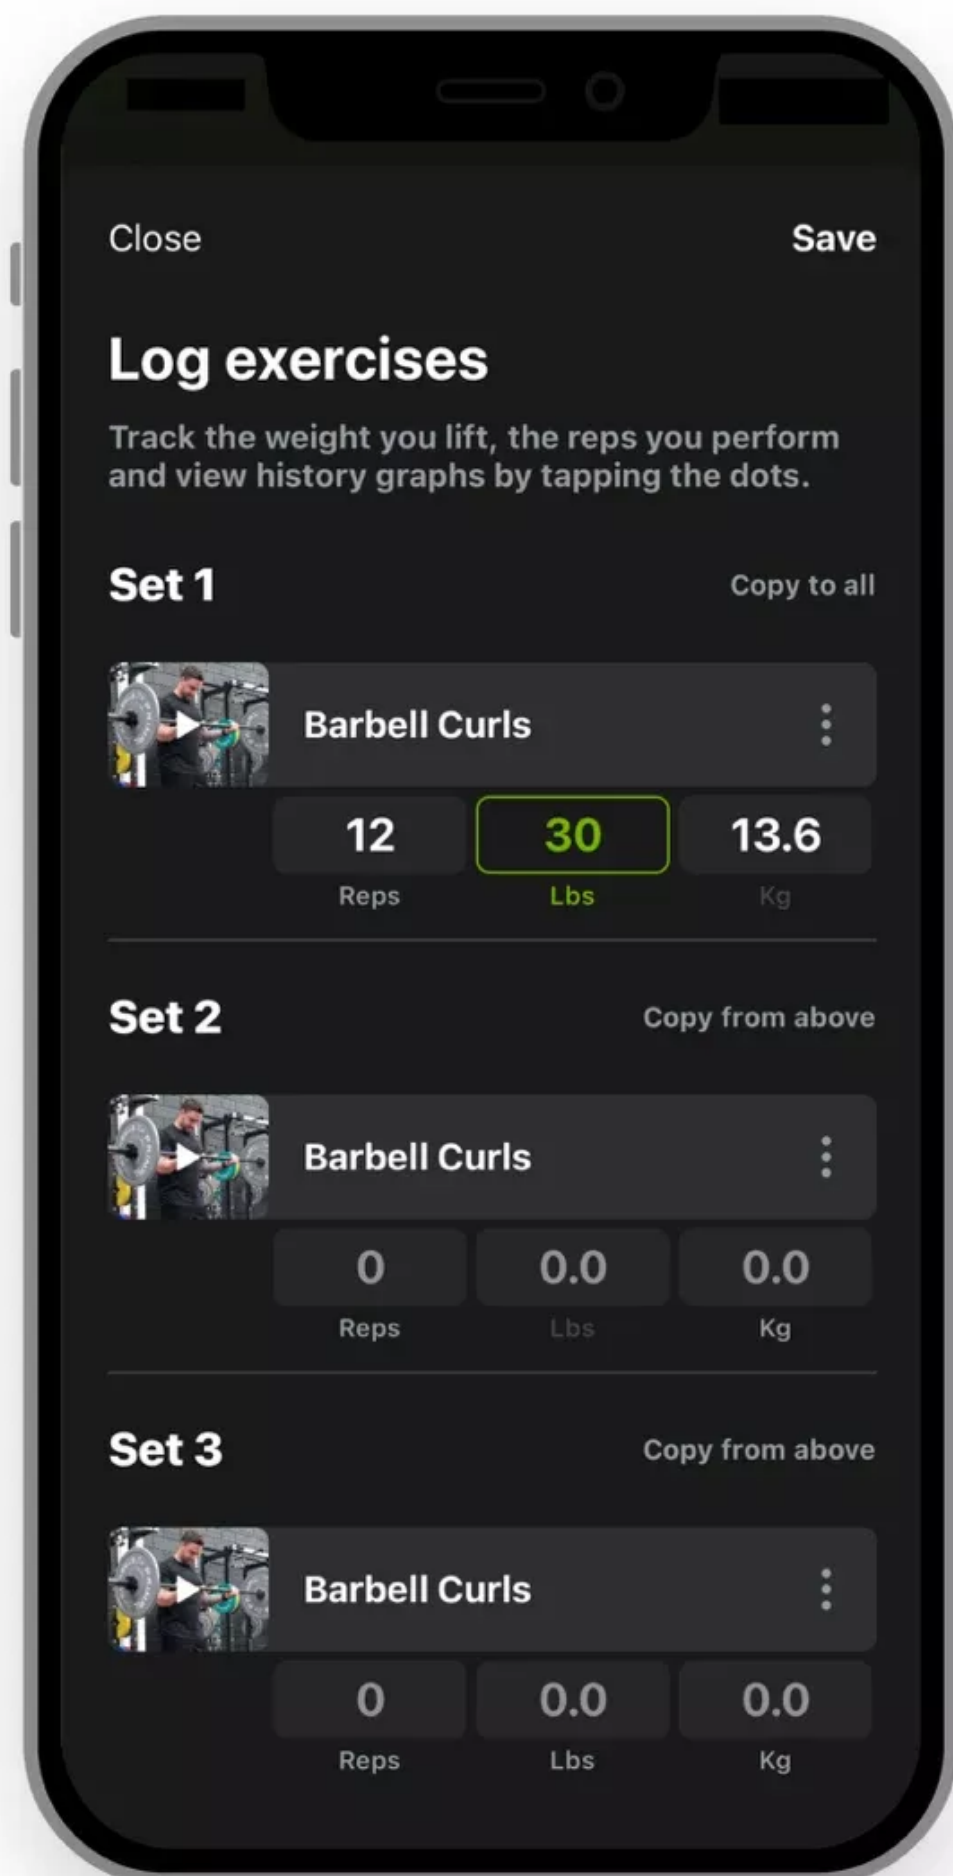 Close
Save
Log exercises
Track the weight you lift, the reps you perform
and view history graphs by tapping the dots.
Set 1
Copy to all
Barbell Curls
12
30
13.6
Reps
Lbs
Kg
Set 2
Copy from above
Barbell Curls
0
0.0
0.0
Reps
Lbs
Kg
Set 3
Copy from above
Barbell Curls
0
0.0
0.0
Reps
Lbs
Kg